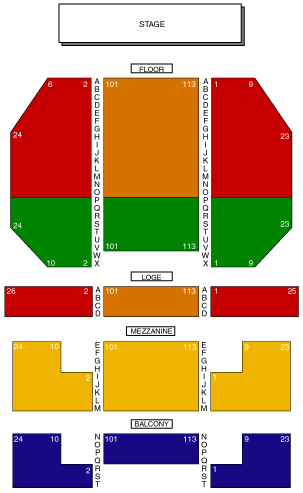 STAGE
FLOOR
6 2 A 101 113 A 1 9
B B
C C
D D
E E
F F
G G
24 H H 23
I I
J J
K K
L L
M M
N N
O O
P P
Q Q
R R
24 S S 23
T T
U U
V 101 113 V
W W
10 2 X X 1 9
LOGE
26 2 A 101 113 A 1 25
B B
C C
D D
MEZZANINE
24 10 E 101 113 E 9 23
F F
G G
H H
I I
2 J J 1
K K
L L
M M
BALCONY
24 10 N 101 113 N 9 23
O O
P P
Q Q
R R
2 S S 1
T T